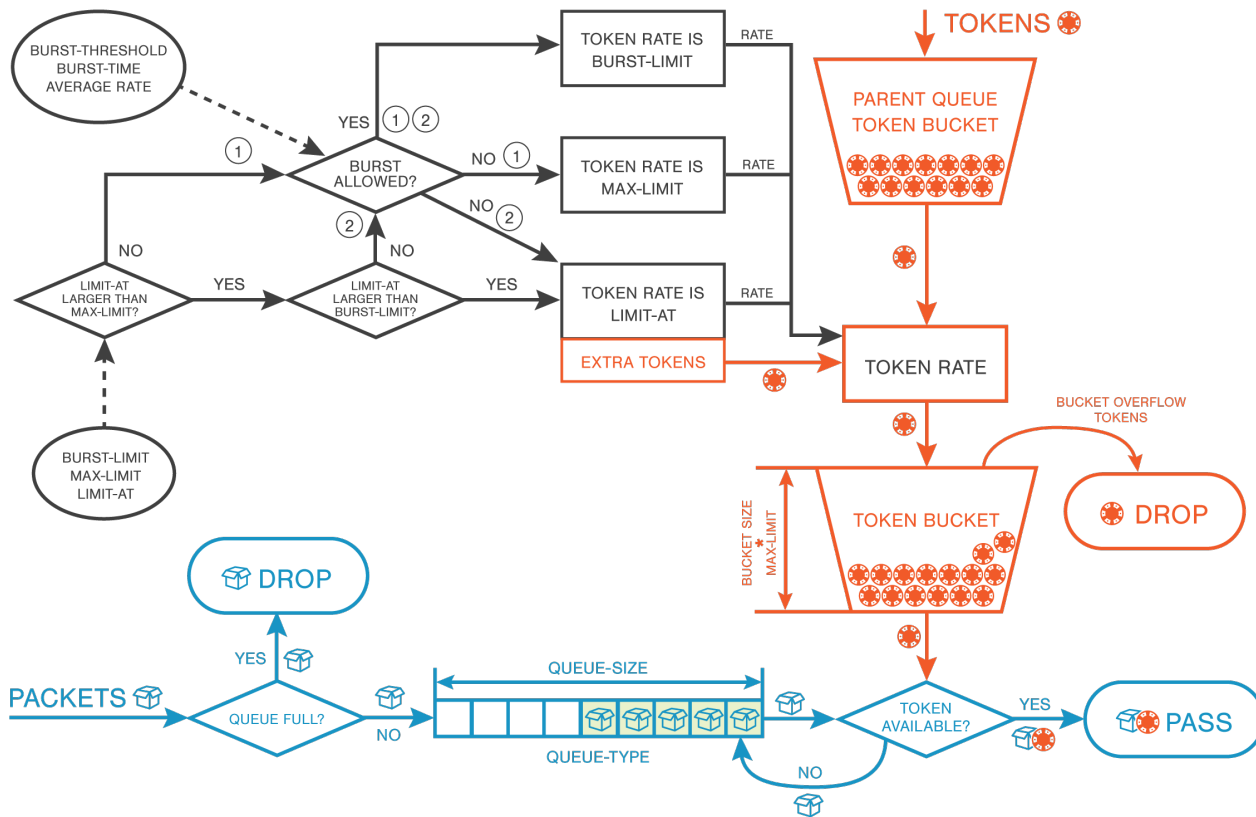 BURST-THRESHOLD
BURST-TIME
AVERAGE RATE
TOKEN RATE IS
BURST-LIMIT
RATE
TOKENS
PARENT QUEUE
TOKEN BUCKET
YES
1
2
1
BURST
ALLOWED?
NO
1
TOKEN RATE IS
MAX-LIMIT
RATE
NO
2
2
NO
NO
LIMIT-AT
LARGER THAN
MAX-LIMIT?
YES
LIMIT-AT
LARGER THAN
BURST-LIMIT?
YES
TOKEN RATE IS
LIMIT-AT
RATE
EXTRA TOKENS
TOKEN RATE
BURST-LIMIT
MAX-LIMIT
LIMIT-AT
BUCKET OVERFLOW
TOKENS
DROP
TOKEN BUCKET
BUCKET SIZE
*
MAX-LIMIT
DROP
YES
PACKETS
QUEUE FULL?
NO
QUEUE-SIZE
QUEUE-TYPE
TOKEN
AVAILABLE?
YES
PASS
NO